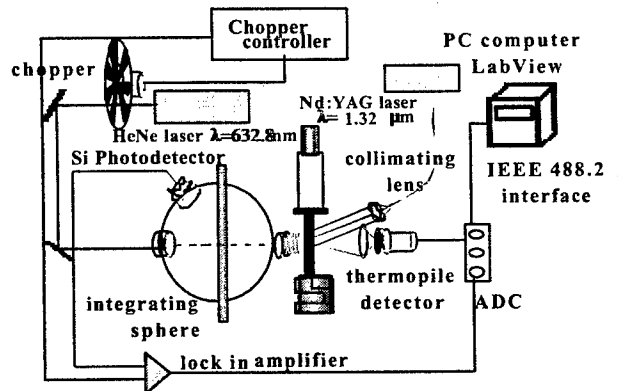 Chopper
controller
PC computer
LabView
chopper
Nd:YAG laser
λ= 1.32 µm
HeNe laser λ=632.8nm
Si Photodetector
collimating
lens
IEEE 488.2
interface
thermopile
detector
integrating
sphere
ADC
lock in amplifier